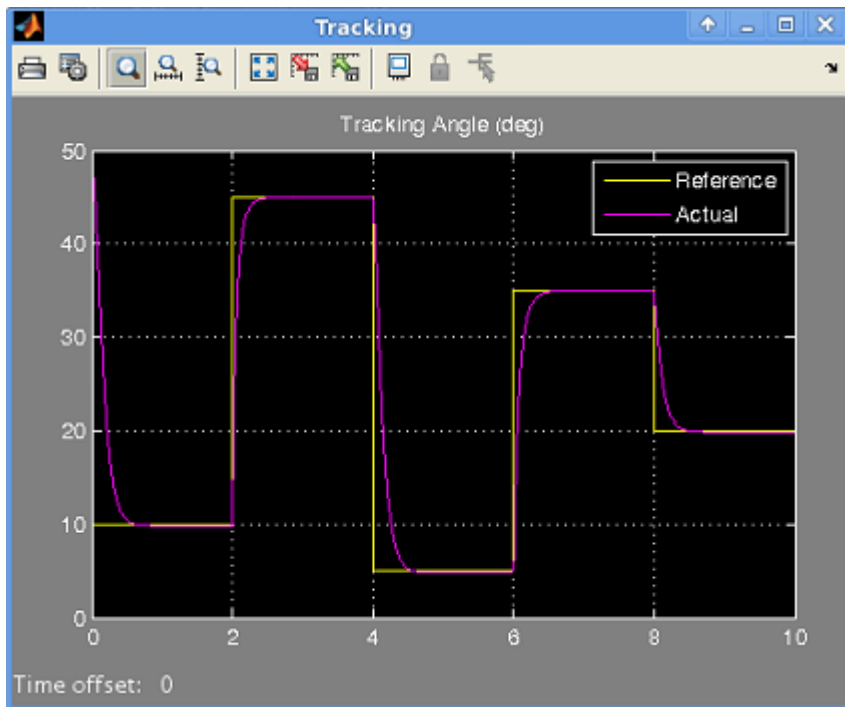 Tracking
Tracking Angle (deg)
50
40
30
20
10
0
Reference
Actual
0 2 4 6 8 10
Time offset: 0